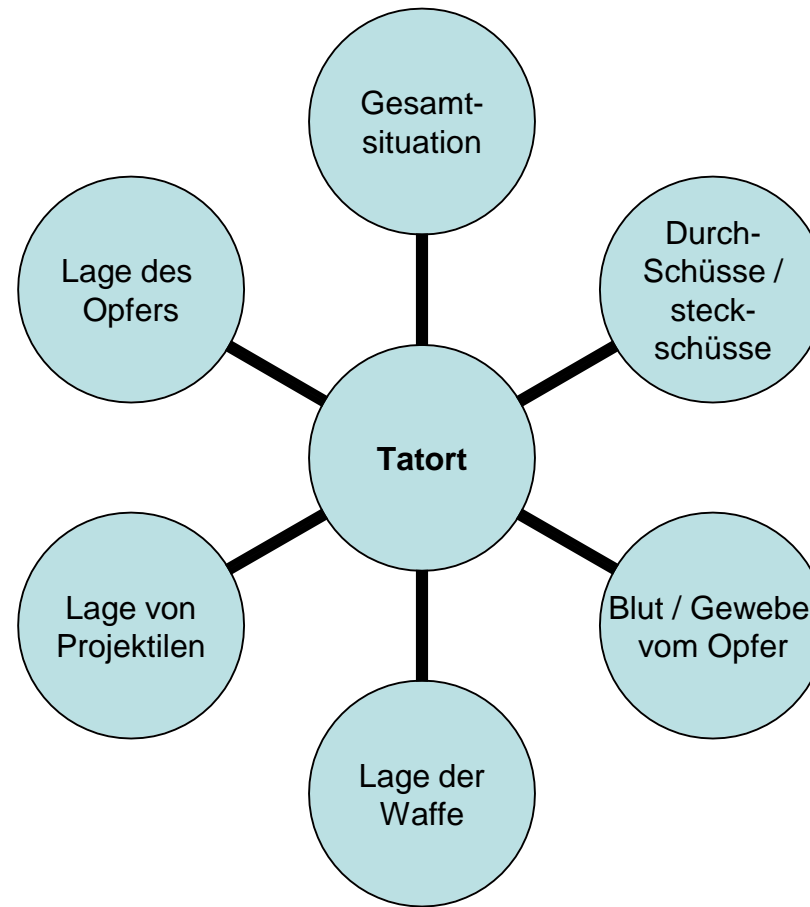 Gesamt-
situation
Durch-
Schüsse /
steck-
schüsse
Lage des
Opfers
Tatort
Blut / Gewebe
vom Opfer
Lage von
Projektilen
Lage der
Waffe